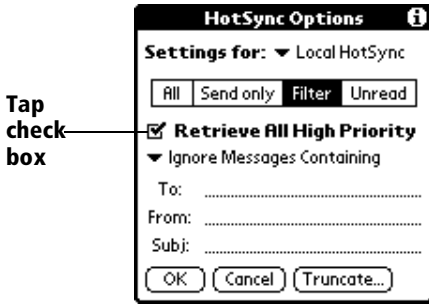 HotSync Options
Settings for: Local HotSync
All Send only Filter Unread
Tap check box
Retrieve All High Priority
Ignore Messages Containing
To:
From:
Subj:
OK Cancel Truncate...